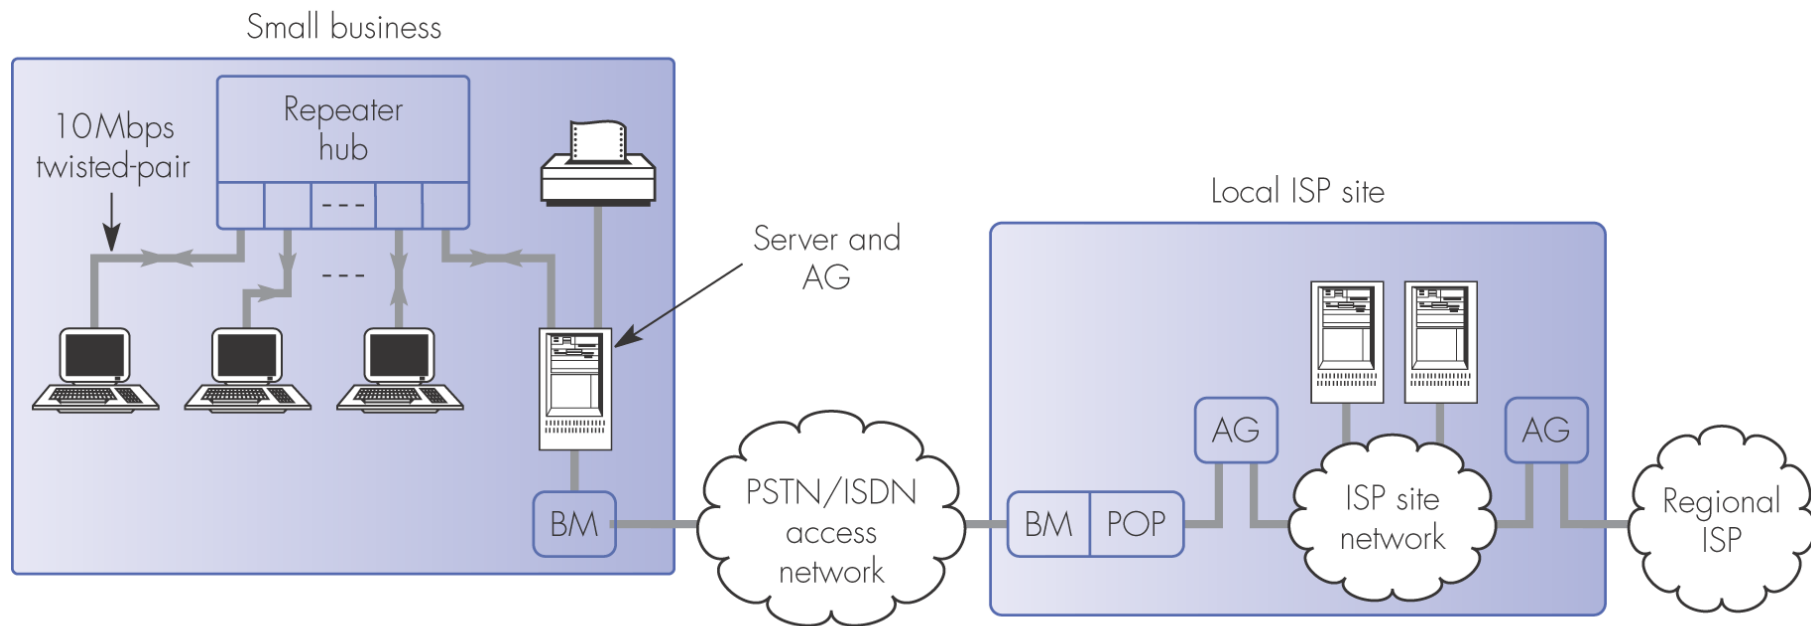 Small business
10Mbps
twisted-pair
Repeater
hub
Server and
AG
BM
PSTN/ISDN
access
network
Local ISP site
BM
POP
AG
ISP site
network
AG
Regional
ISP